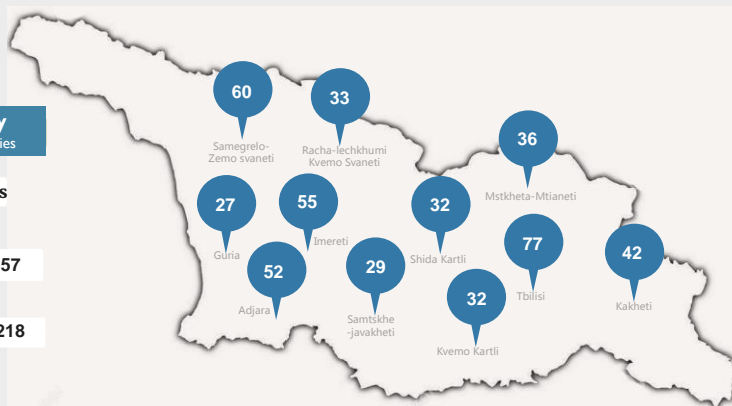 60
Samegrelo-
Zemo svaneti
33
Racha-lechkhumi
Kvemo Svaneti
36
Mstkheta-Mtianeti
27
Guria
55
Imereti
32
Shida Kartli
77
Tbilisi
42
Kakheti
52
Adjara
29
Samtskhe
-javakheti
32
Kvemo Kartli
y
ies
s
57
218